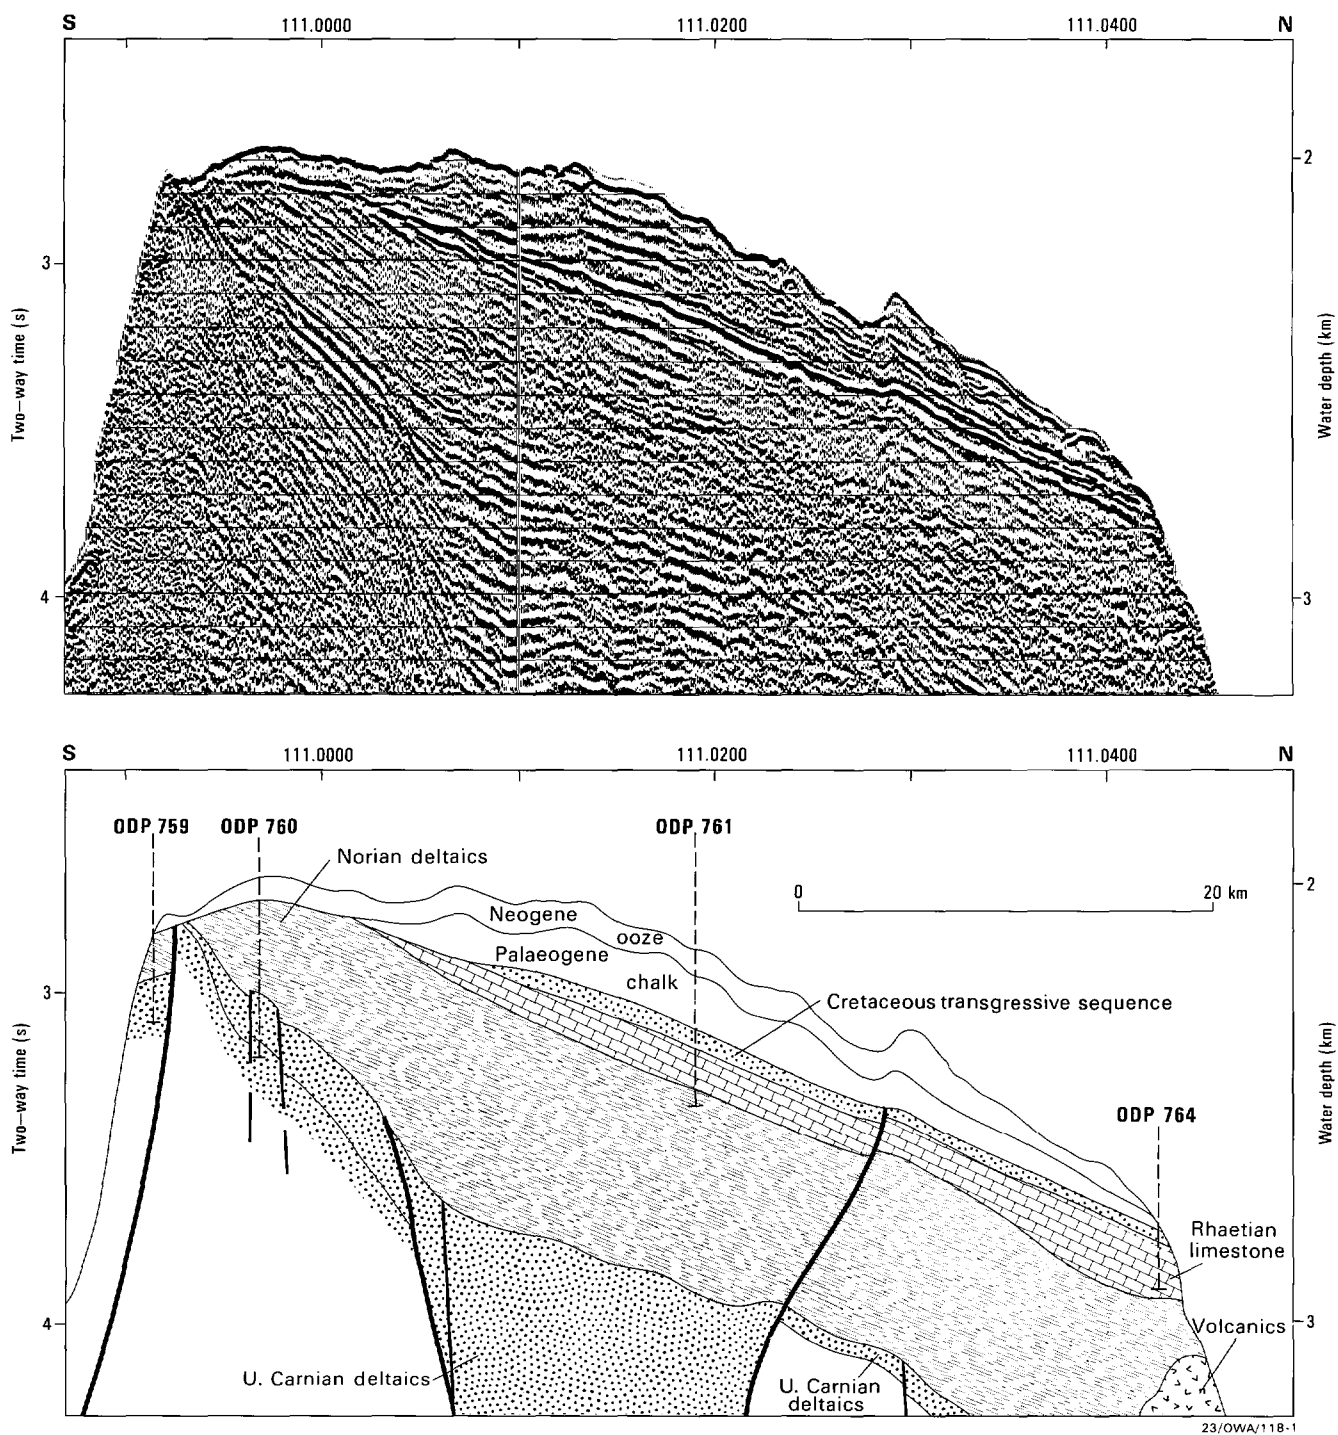 S 111.0000 111.0200 111.0400 N
2
3
Two–way time (s)
Water depth (km)
4
3
S 111.0000 111.0200 111.0400 N
ODP 759 ODP 760 ODP 761
Norian deltaics
2
0 20 km
Neogene
ooze
Palaeogene
chalk
3
Cretaceous transgressive sequence
Two–way time (s)
Water depth (km)
ODP 764
Rhaetian
limestone
4
3
Volcanics
U. Carnian deltaics
U. Carnian
deltaics
23/OWA/118-1